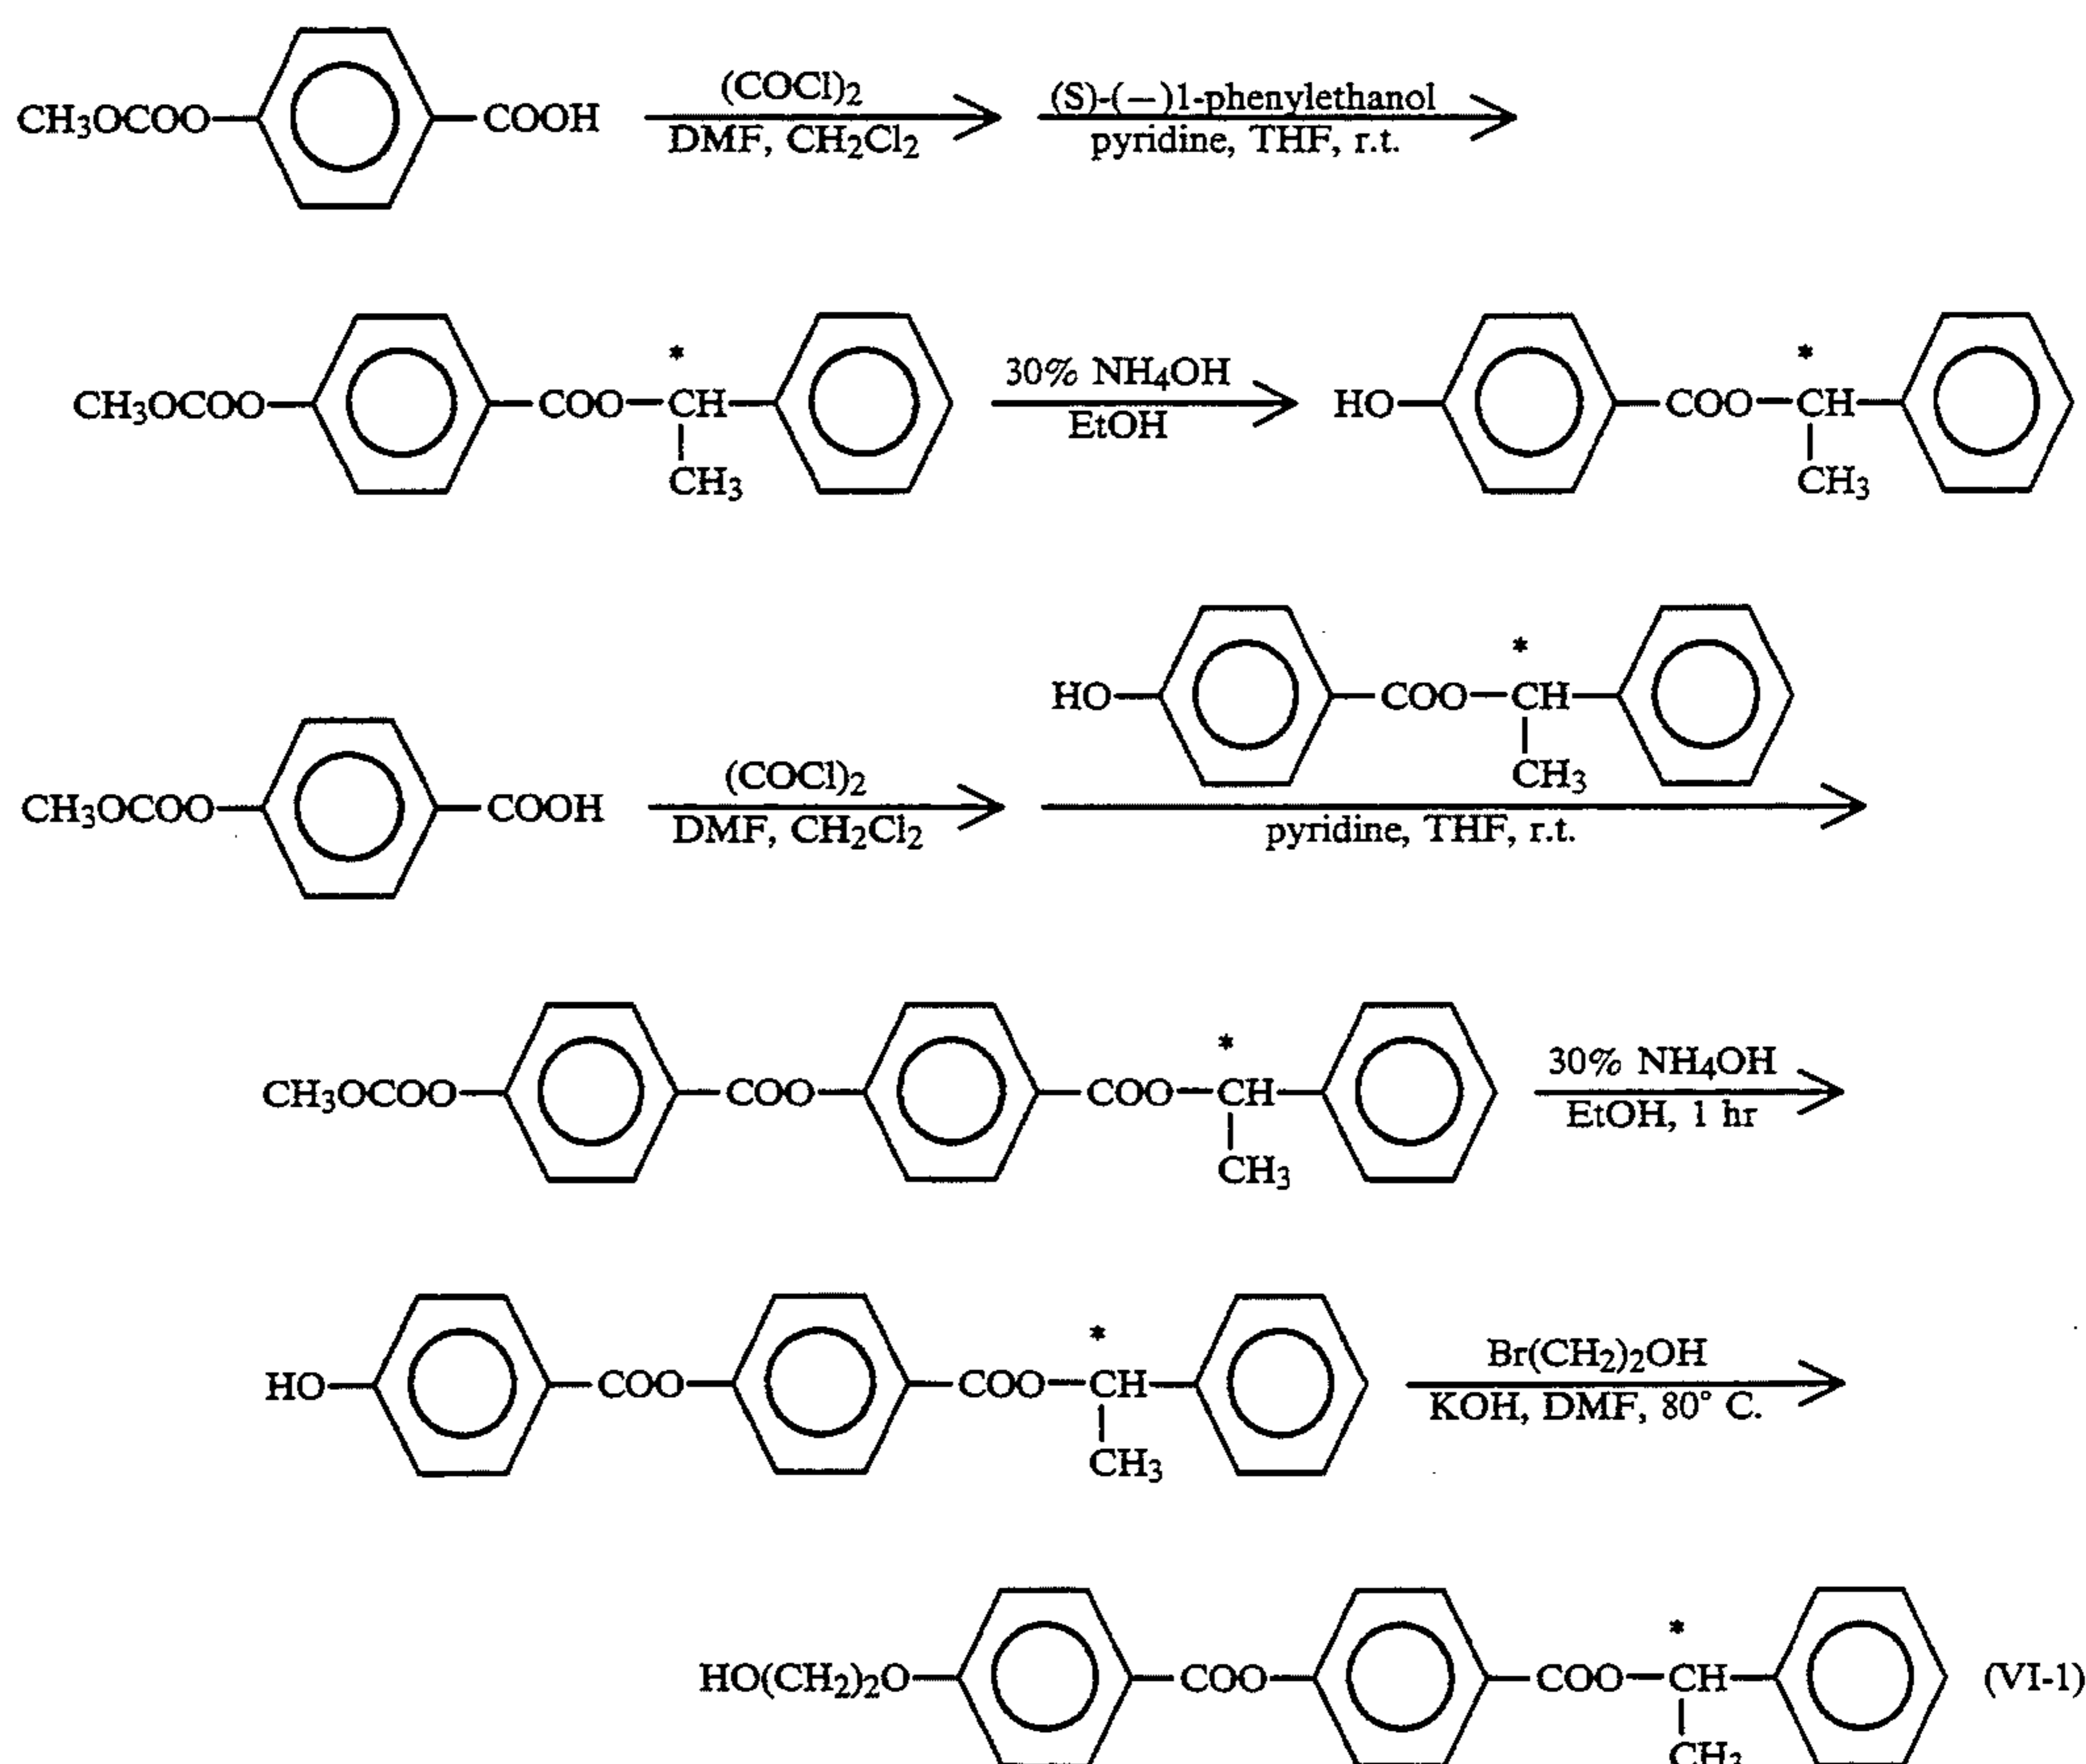 CH3OCOO COOH (COCl)2 DMF, CH2Cl2 (S)-(−)1-phenylethanol pyridine, THF, r.t.
CH3OCOO COO CH * CH3 30% NH4OH EtOH HO COO CH * CH3
HO COO CH * CH3
CH3OCOO COOH (COCl)2 DMF, CH2Cl2 pyridine, THF, r.t.
CH3OCOO COO COO CH * CH3 30% NH4OH EtOH, 1 hr
HO COO COO CH * CH3 Br(CH2)2OH KOH, DMF, 80° C.
HO(CH2)2O COO COO CH * CH3 (VI-1)